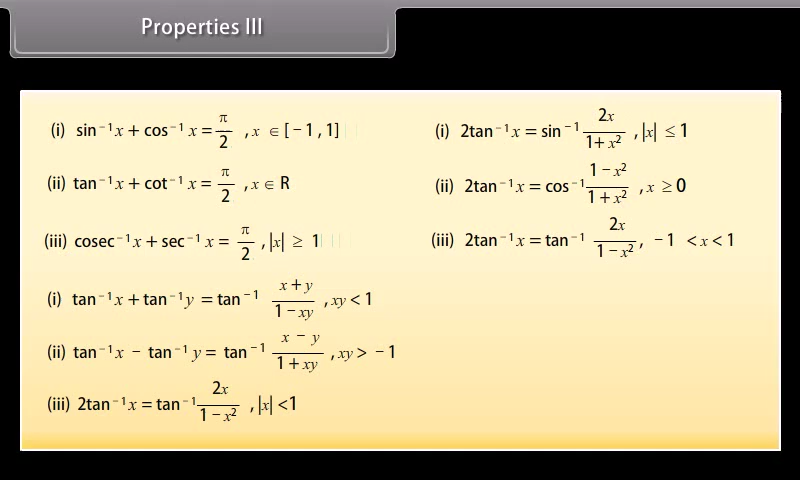 Properties III
(i) sin⁻¹x + cos⁻¹x = π/2 , x ∈ [−1, 1]
(ii) tan⁻¹x + cot⁻¹x = π/2 , x ∈ R
(iii) cosec⁻¹x + sec⁻¹x = π/2 , |x| ≥ 1
(i) tan⁻¹x + tan⁻¹y = tan⁻¹ (x + y)/(1 − xy) , xy < 1
(ii) tan⁻¹x − tan⁻¹y = tan⁻¹ (x − y)/(1 + xy) , xy > −1
(iii) 2tan⁻¹x = tan⁻¹ 2x/(1 − x²) , |x| < 1
(i) 2tan⁻¹x = sin⁻¹ 2x/(1 + x²) , |x| ≤ 1
(ii) 2tan⁻¹x = cos⁻¹ (1 − x²)/(1 + x²) , x ≥ 0
(iii) 2tan⁻¹x = tan⁻¹ 2x/(1 − x²) , −1 < x < 1